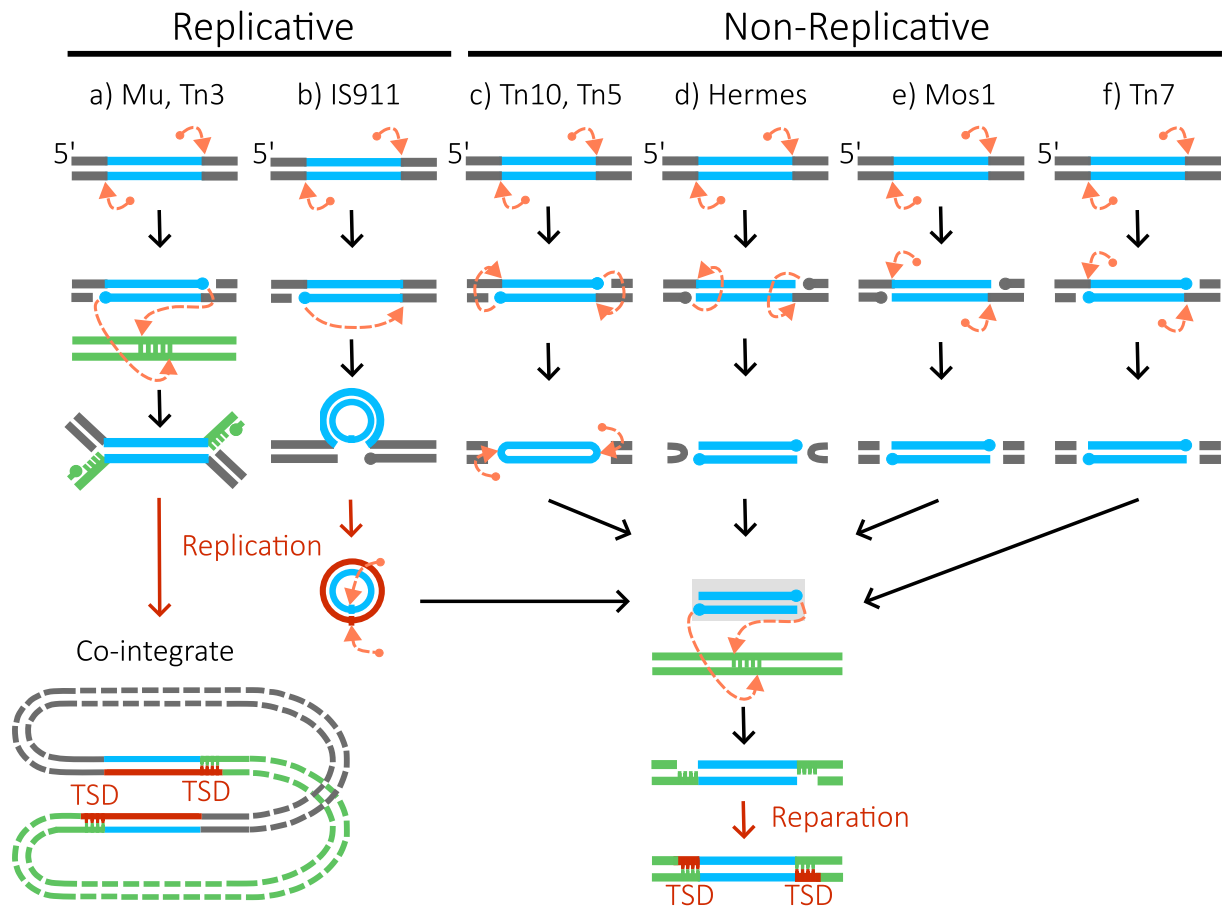 Replicative
Non-Replicative
a) Mu, Tn3
b) IS911
c) Tn10, Tn5
d) Hermes
e) Mos1
f) Tn7
5'
5'
5'
5'
5'
5'
Replication
Co-integrate
TSD
TSD
Reparation
TSD
TSD